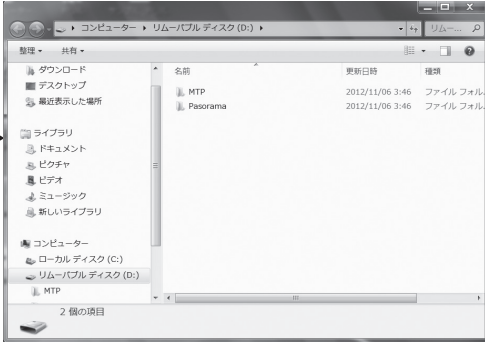 コンピューター ▸ リムーバブル ディスク (D:) ▸
リム...
整理 ▾ 共有 ▾
ダウンロード
デスクトップ
最近表示した場所
ライブラリ
ドキュメント
ピクチャ
ビデオ
ミュージック
新しいライブラリ
コンピューター
ローカル ディスク (C:)
リムーバブル ディスク (D:)
MTP
名前 更新日時 種類
MTP 2012/11/06 3:46 ファイル フォル
Pasorama 2012/11/06 3:46 ファイル フォル
2 個の項目